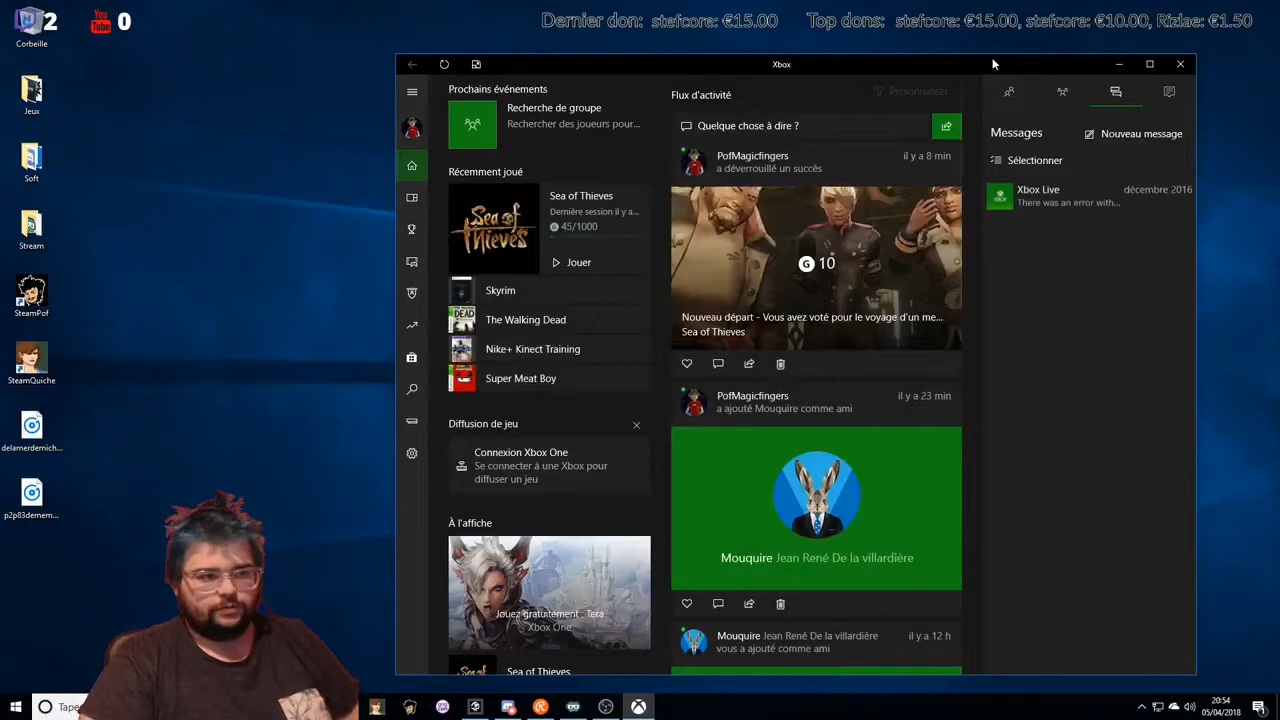 2
You Tube 0
Dernier don: stefcore: €15.00
Top dons: stefcore: €15.00, stefcore: €10.00, Rizlae: €1.50
Corbeille
Jeux
Soft
Stream
SteamPof
SteamQuiche
delamerdemich...
p2p83demem...
Xbox
Prochains événements
Recherche de groupe
Rechercher des joueurs pour...
Récemment joué
Sea of Thieves
Sea of Thieves
Dernière session il y a...
G 45/1000
Jouer
Skyrim
The Walking Dead
Nike+ Kinect Training
Super Meat Boy
Diffusion de jeu
Connexion Xbox One
Se connecter à une Xbox pour
diffuser un jeu
À l'affiche
Jouez gratuitement : Tera
Xbox One
Sea of Thieves
Flux d'activité
Personnaliser
Quelque chose à dire ?
PofMagicfingers
il y a 8 min
a déverrouillé un succès
G 10
Nouveau départ - Vous avez voté pour le voyage d'un me...
Sea of Thieves
PofMagicfingers
il y a 23 min
a ajouté Mouquire comme ami
Mouquire Jean René De la villardière
Mouquire Jean René De la villardière
il y a 12 h
vous a ajouté comme ami
Messages
Nouveau message
Sélectionner
Xbox Live
décembre 2016
There was an error with...
Tape
20:54
05/04/2018